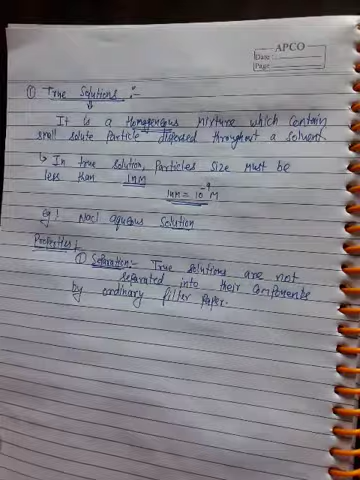 APCO
Date :
Page :
① True Solutions :-
It is a Homogeneous mixture which contain
small solute particle dispersed throughout a solvent
↳ In true solution, particles size must be
less than 1nm
1nm = 10⁻⁹ M
eg! Nacl aqueous solution
Properties!
① Separation:- True solutions are not
separated into their components
by ordinary filter paper.